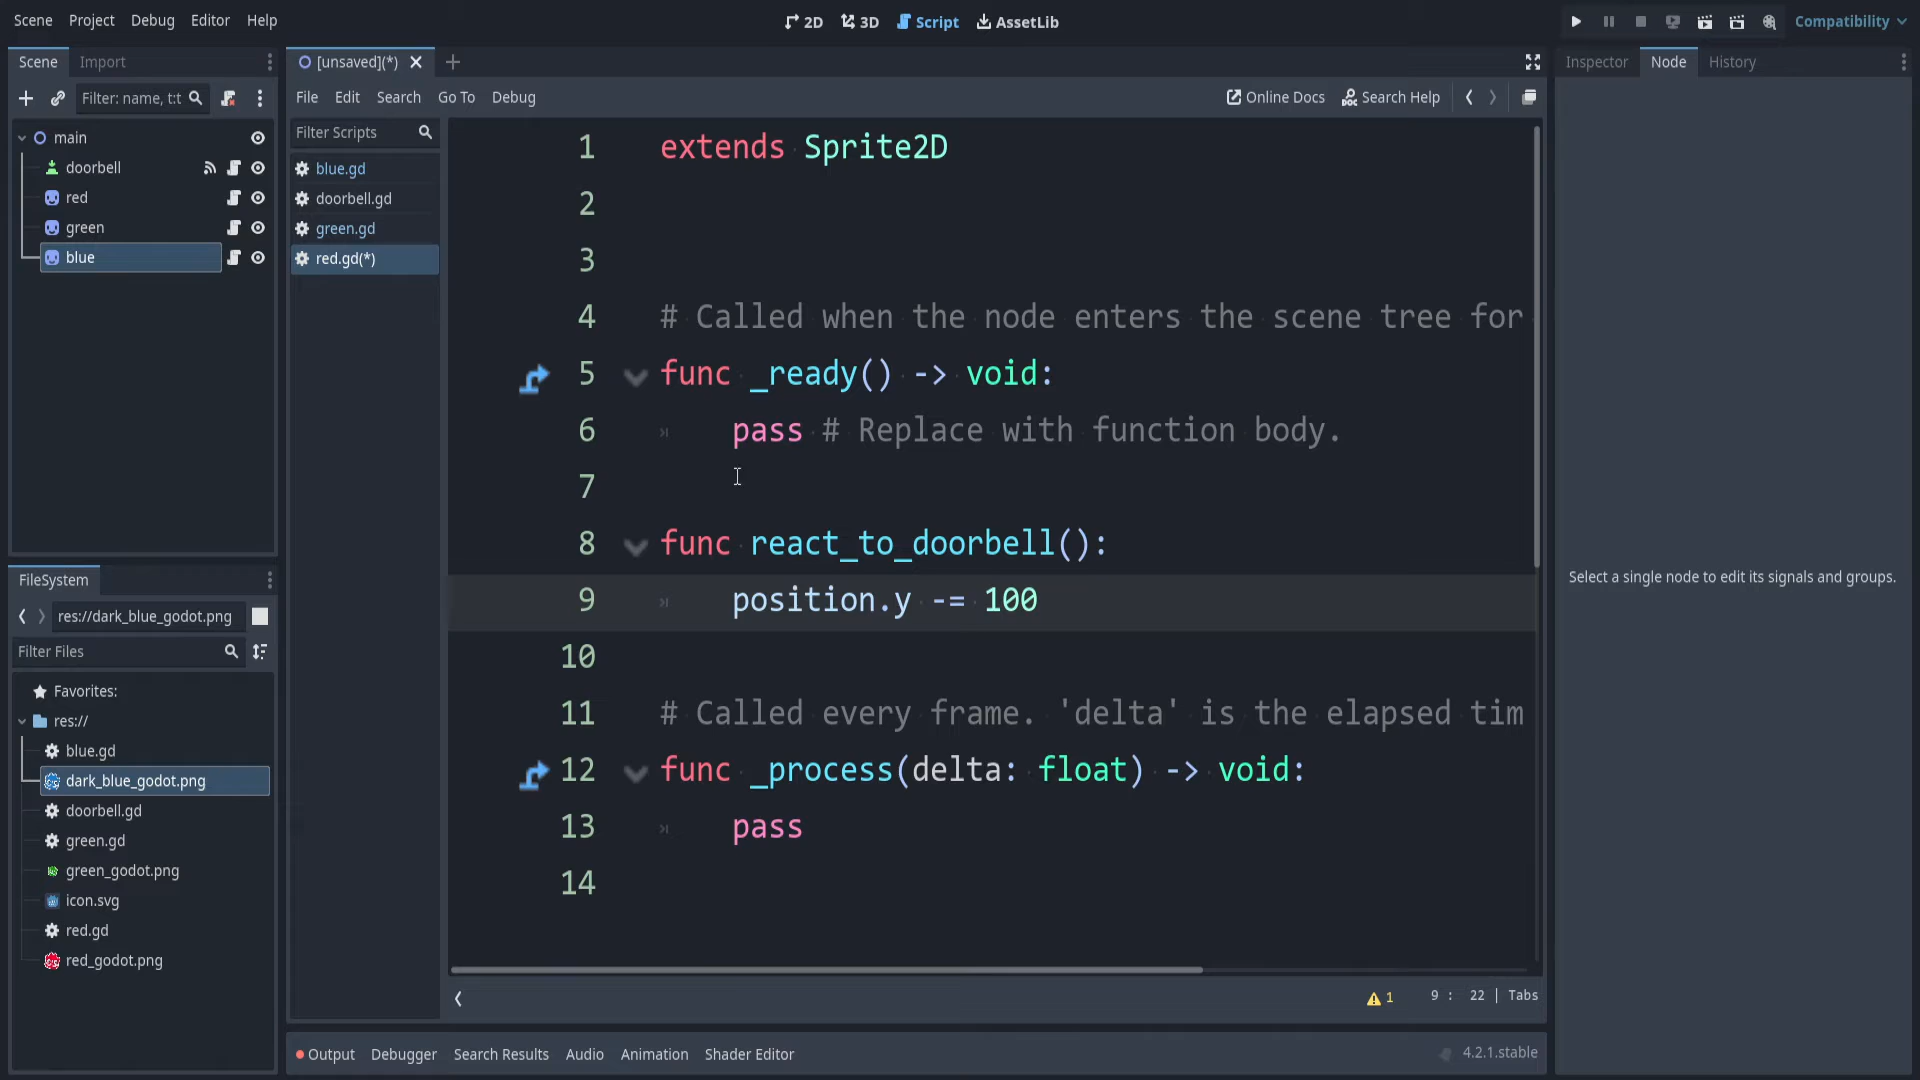 Scene Project Debug Editor Help
2D 3D Script AssetLib
Compatibility
Scene Import
[unsaved](*)
Inspector Node History
Filter: name, t:t
File Edit Search Go To Debug
Online Docs Search Help
main
doorbell
red
green
blue
Filter Scripts
blue.gd
doorbell.gd
green.gd
red.gd(*)
1 extends Sprite2D
2
3
4 # Called when the node enters the scene tree for
5 func _ready() -> void:
6 pass # Replace with function body.
7
8 func react_to_doorbell():
9 position.y -= 100
10
11 # Called every frame. 'delta' is the elapsed tim
12 func _process(delta: float) -> void:
13 pass
14
Select a single node to edit its signals and groups.
FileSystem
res://dark_blue_godot.png
Filter Files
Favorites:
res://
blue.gd
dark_blue_godot.png
doorbell.gd
green.gd
green_godot.png
icon.svg
red.gd
red_godot.png
1 9 : 22 | Tabs
Output Debugger Search Results Audio Animation Shader Editor
4.2.1.stable